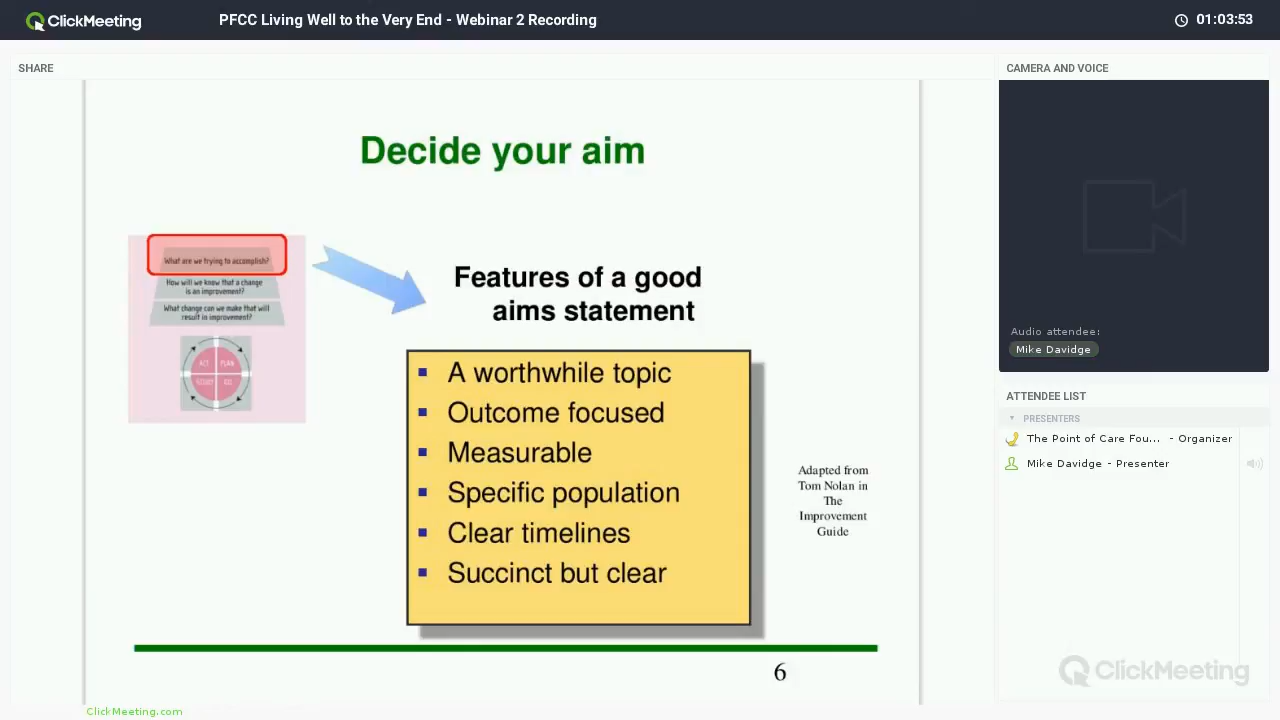 ClickMeeting
PFCC Living Well to the Very End - Webinar 2 Recording
01:03:53
SHARE
Decide your aim
What are we trying to accomplish?
How will we know that a change
is an improvement?
What change can we make that will
result in improvement?
ACT PLAN
STUDY DO
Features of a good
aims statement
▪ A worthwhile topic
▪ Outcome focused
▪ Measurable
▪ Specific population
▪ Clear timelines
▪ Succinct but clear
Adapted from
Tom Nolan in
The
Improvement
Guide
6
ClickMeeting.com
CAMERA AND VOICE
Audio attendee:
Mike Davidge
ATTENDEE LIST
PRESENTERS
The Point of Care Fou... - Organizer
Mike Davidge - Presenter
ClickMeeting